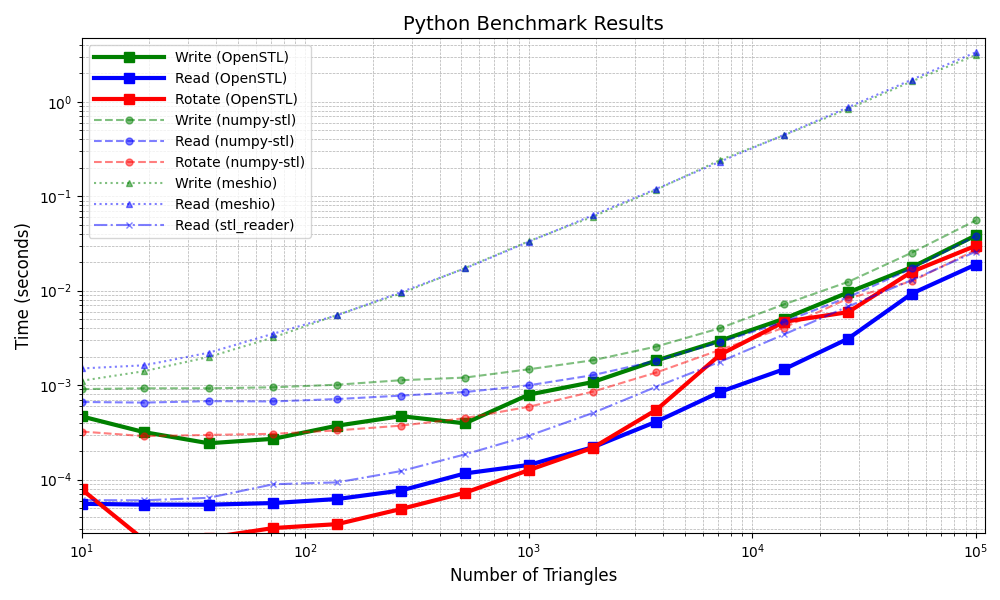 Python Benchmark Results
Write (OpenSTL)
Read (OpenSTL)
Rotate (OpenSTL)
Write (numpy-stl)
Read (numpy-stl)
Rotate (numpy-stl)
Write (meshio)
Read (meshio)
Read (stl_reader)
Time (seconds)
10⁰
10⁻¹
10⁻²
10⁻³
10⁻⁴
10¹ 10² 10³ 10⁴ 10⁵
Number of Triangles